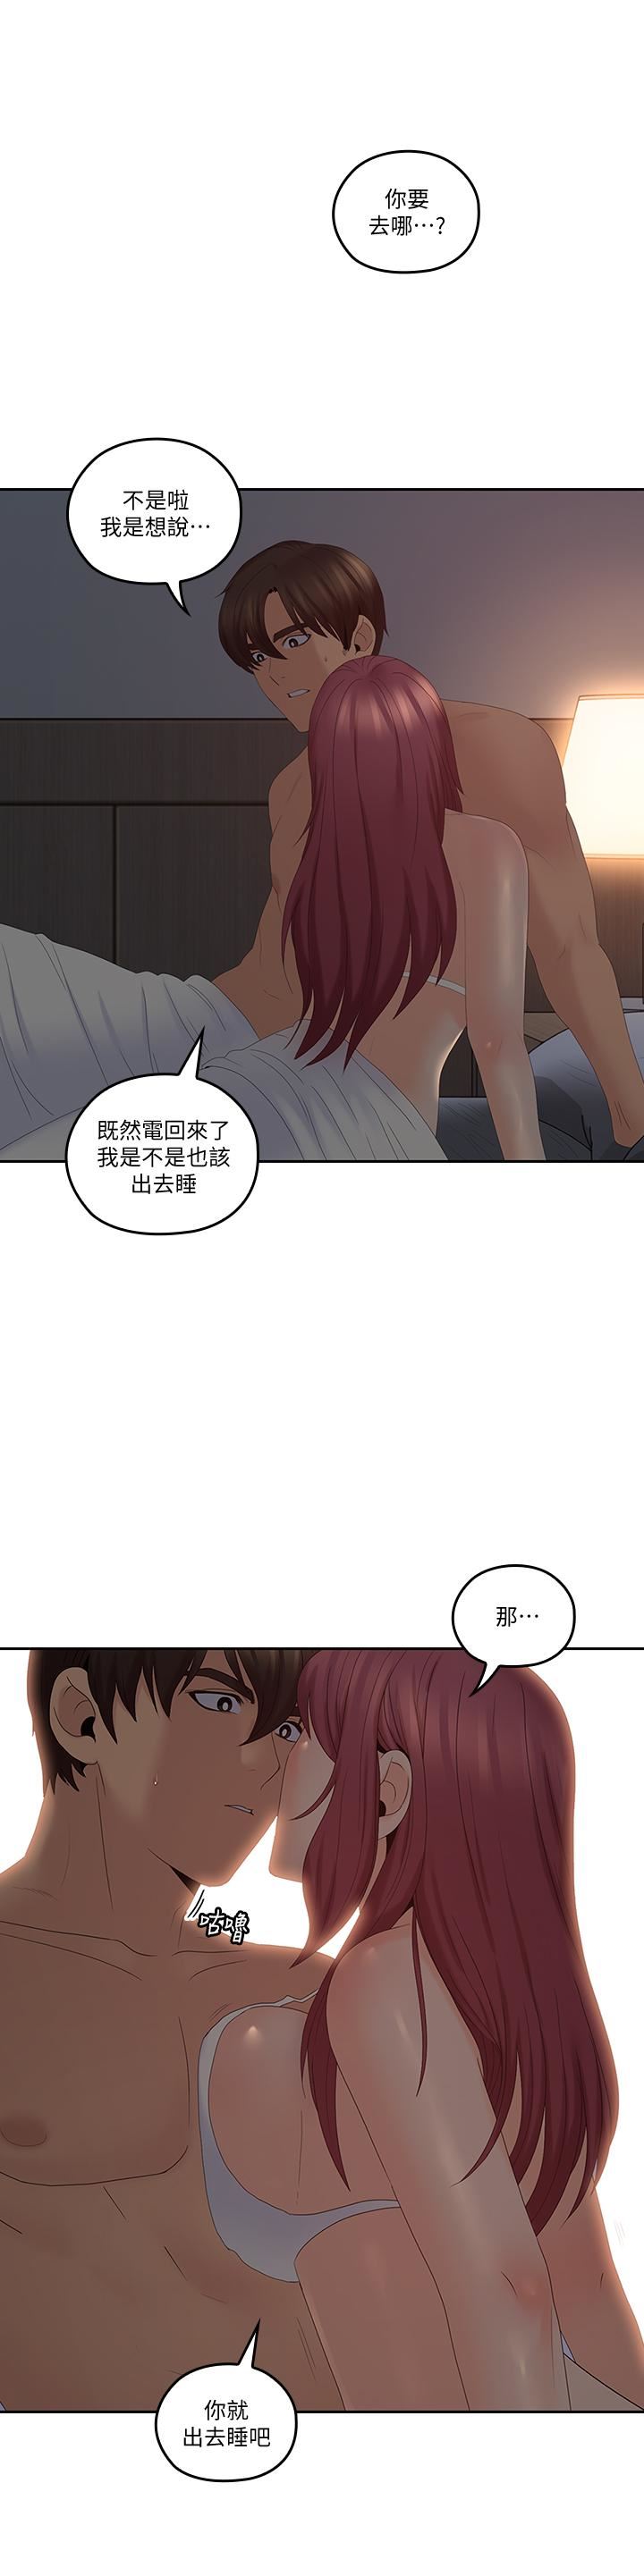 你要
去哪…?
不是啦
我是想說…
既然電回來了
我是不是也該
出去睡
那…
咕嚕
你就
出去睡吧